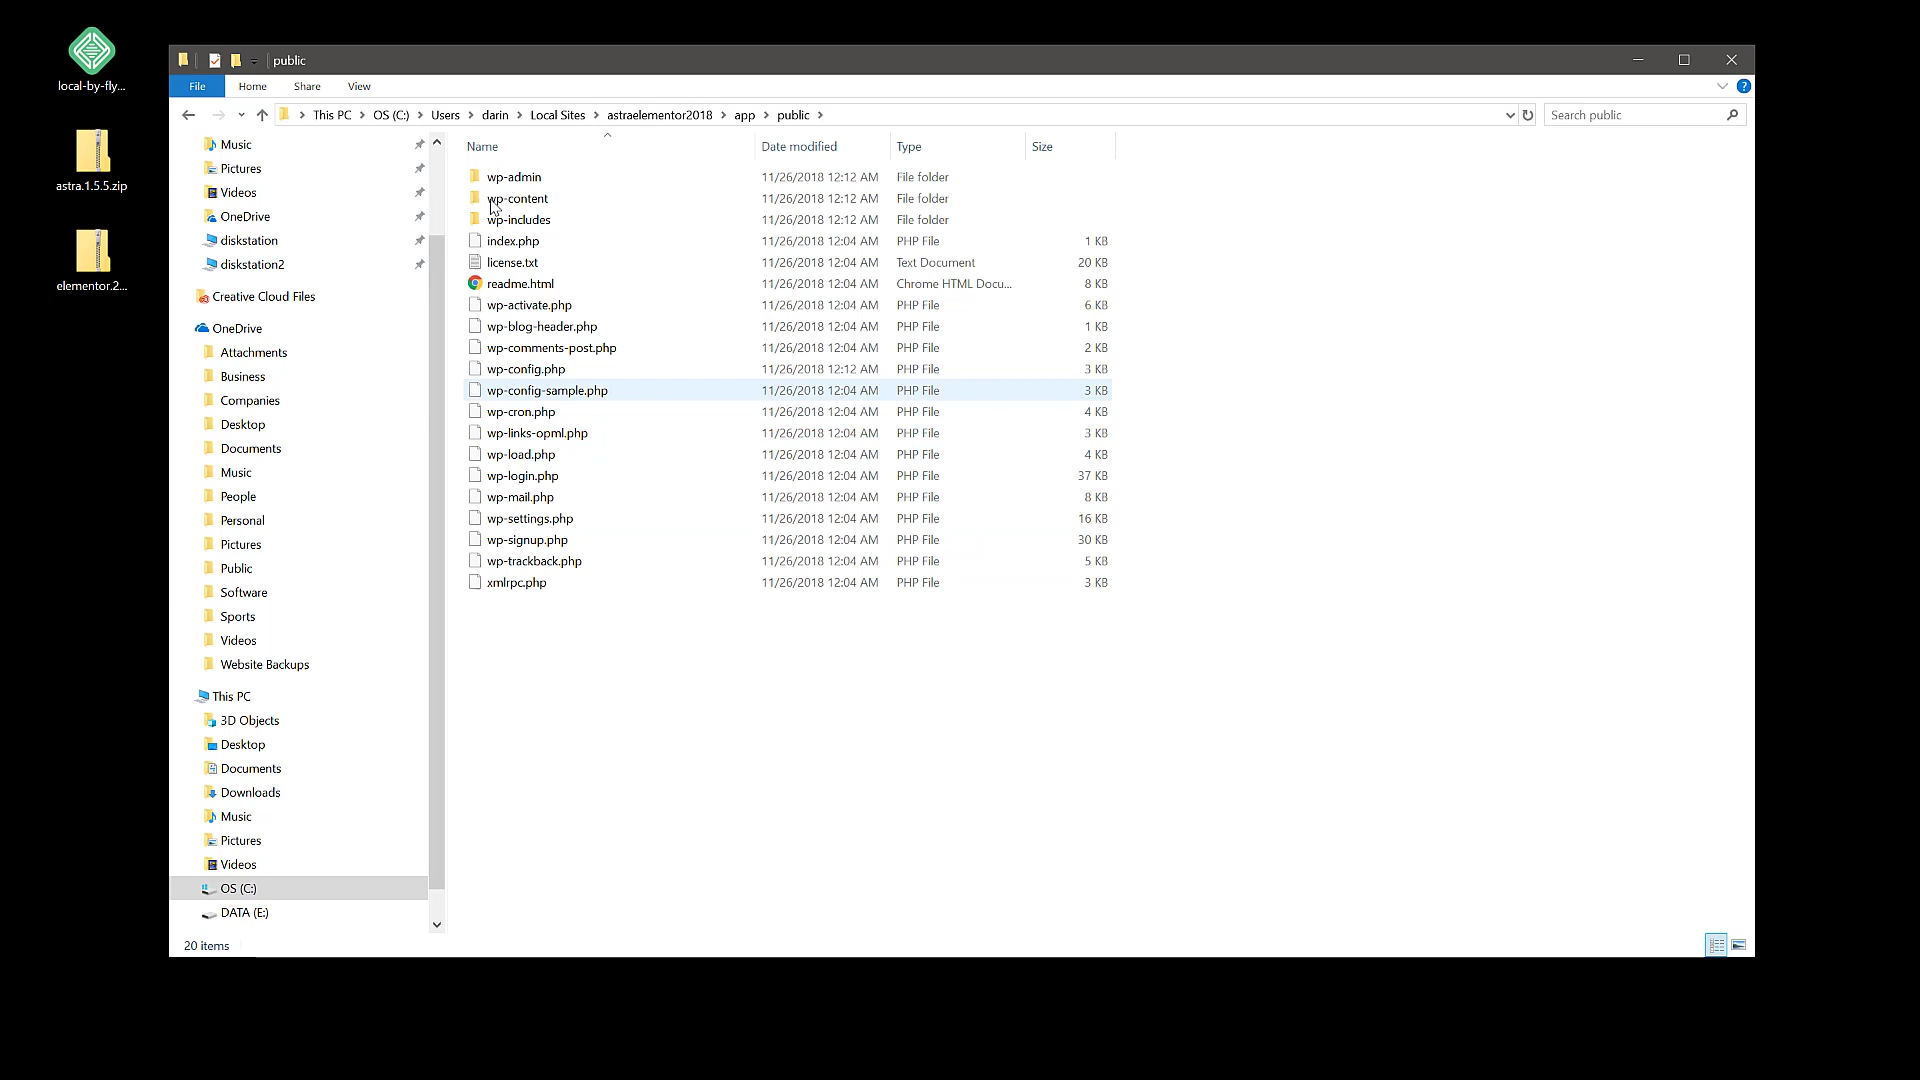 local-by-fly...
astra.1.5.5.zip
elementor.2...
public
File Home Share View
This PC OS (C:) Users darin Local Sites astraelementor2018 app public
Search public
Music
Pictures
Videos
OneDrive
diskstation
diskstation2
Creative Cloud Files
OneDrive
Attachments
Business
Companies
Desktop
Documents
Music
People
Personal
Pictures
Public
Software
Sports
Videos
Website Backups
This PC
3D Objects
Desktop
Documents
Downloads
Music
Pictures
Videos
OS (C:)
DATA (E:)
Name Date modified Type Size
wp-admin 11/26/2018 12:12 AM File folder
wp-content 11/26/2018 12:12 AM File folder
wp-includes 11/26/2018 12:12 AM File folder
index.php 11/26/2018 12:04 AM PHP File 1 KB
license.txt 11/26/2018 12:04 AM Text Document 20 KB
readme.html 11/26/2018 12:04 AM Chrome HTML Docu... 8 KB
wp-activate.php 11/26/2018 12:04 AM PHP File 6 KB
wp-blog-header.php 11/26/2018 12:04 AM PHP File 1 KB
wp-comments-post.php 11/26/2018 12:04 AM PHP File 2 KB
wp-config.php 11/26/2018 12:12 AM PHP File 3 KB
wp-config-sample.php 11/26/2018 12:04 AM PHP File 3 KB
wp-cron.php 11/26/2018 12:04 AM PHP File 4 KB
wp-links-opml.php 11/26/2018 12:04 AM PHP File 3 KB
wp-load.php 11/26/2018 12:04 AM PHP File 4 KB
wp-login.php 11/26/2018 12:04 AM PHP File 37 KB
wp-mail.php 11/26/2018 12:04 AM PHP File 8 KB
wp-settings.php 11/26/2018 12:04 AM PHP File 16 KB
wp-signup.php 11/26/2018 12:04 AM PHP File 30 KB
wp-trackback.php 11/26/2018 12:04 AM PHP File 5 KB
xmlrpc.php 11/26/2018 12:04 AM PHP File 3 KB
20 items